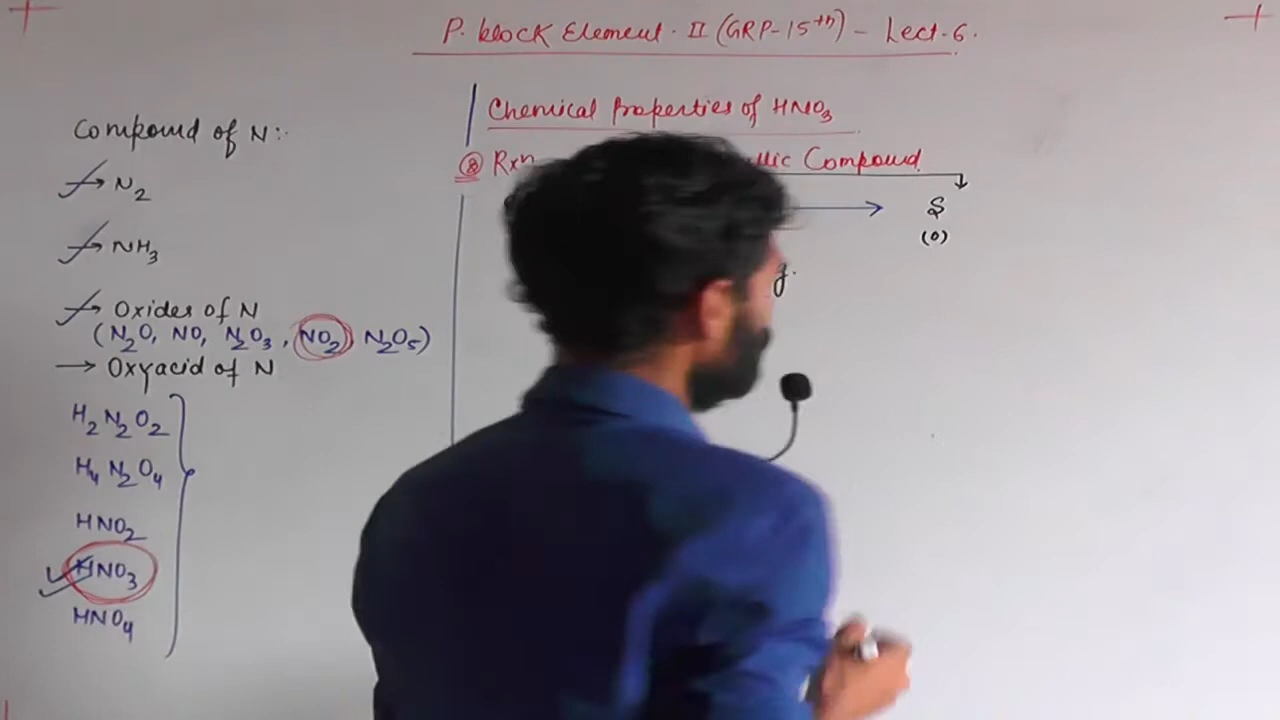 P. block Element. II (GRP-15th) - Lect-6.
Compound of N:-
→ N2
→ NH3
→ Oxides of N
(N2O, NO, N2O3, NO2 N2O5)
→ Oxyacid of N
H2N2O2
H4N2O4
HNO2
HNO3
HNO4
Chemical Properties of HNO3
⑧ Rxn Compound.
S
(0)
g.